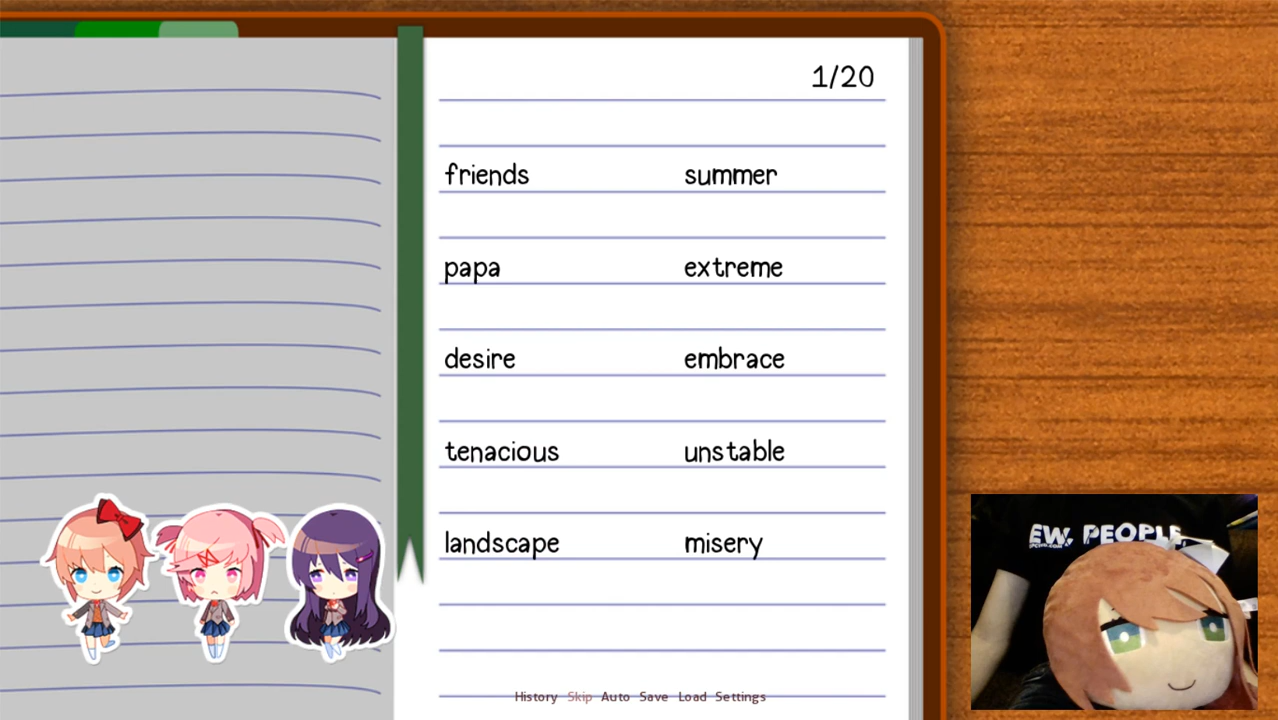 1/20
friends summer
papa extreme
desire embrace
tenacious unstable
landscape misery
EW, PEOPLE
History Skip Auto Save Load Settings